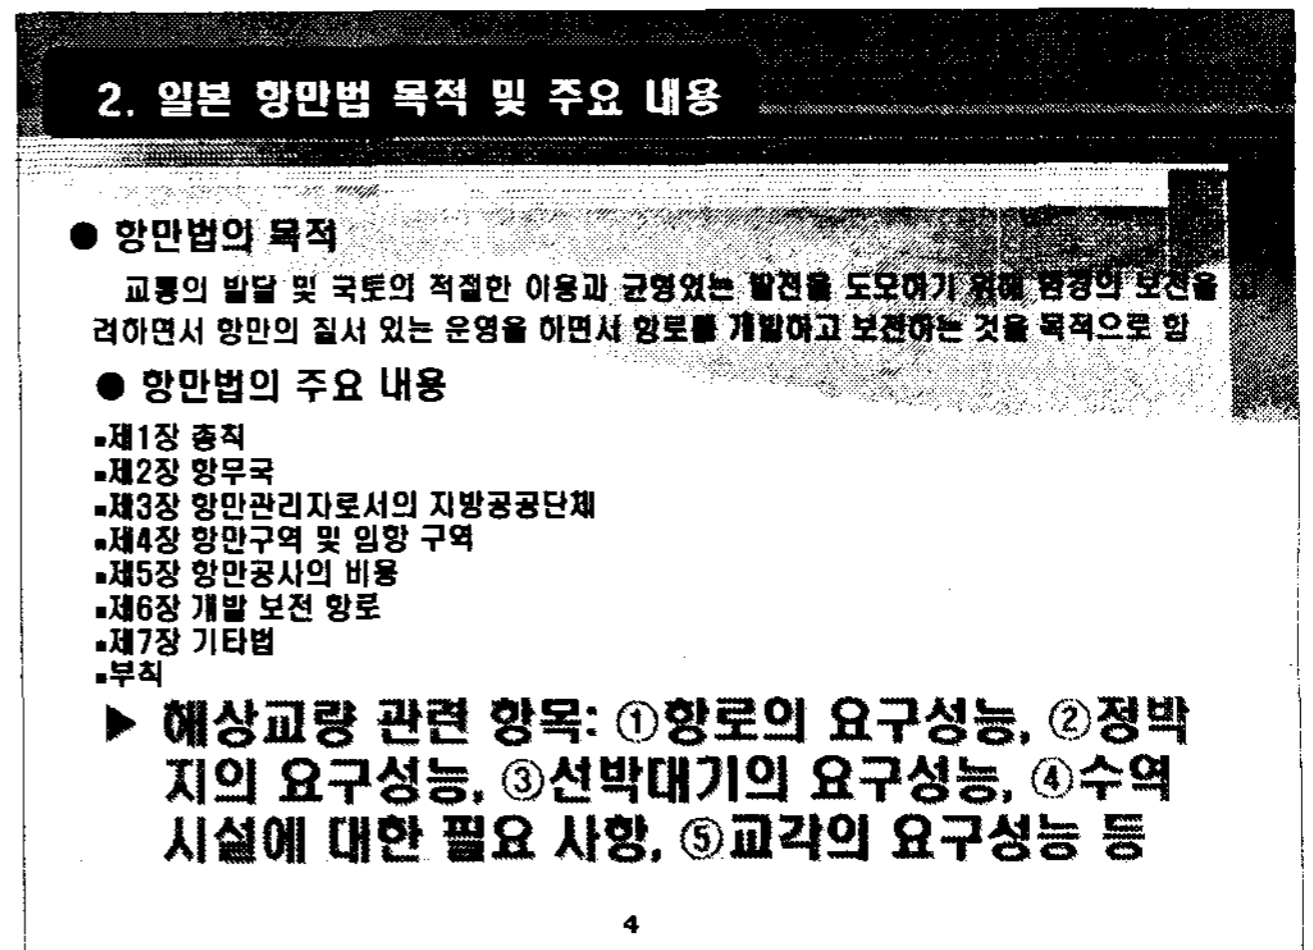 2. 일본 항만법 목적 및 주요 내용
● 항만법의 목적
교통의 발달 및 국토의 적절한 이용과 균형있는 발전을 도모하기 위해 환경의 보전을 고
려하면서 항만의 질서 있는 운영을 하면서 항로를 개발하고 보전하는 것을 목적으로 함
● 항만법의 주요 내용
▪제1장 총칙
▪제2장 항무국
▪제3장 항만관리자로서의 지방공공단체
▪제4장 항만구역 및 임항 구역
▪제5장 항만공사의 비용
▪제6장 개발 보전 항로
▪제7장 기타법
▪부칙
▶ 해상교량 관련 항목: ①항로의 요구성능, ②정박
지의 요구성능, ③선박대기의 요구성능, ④수역
시설에 대한 필요 사항, ⑤교각의 요구성능 등
4